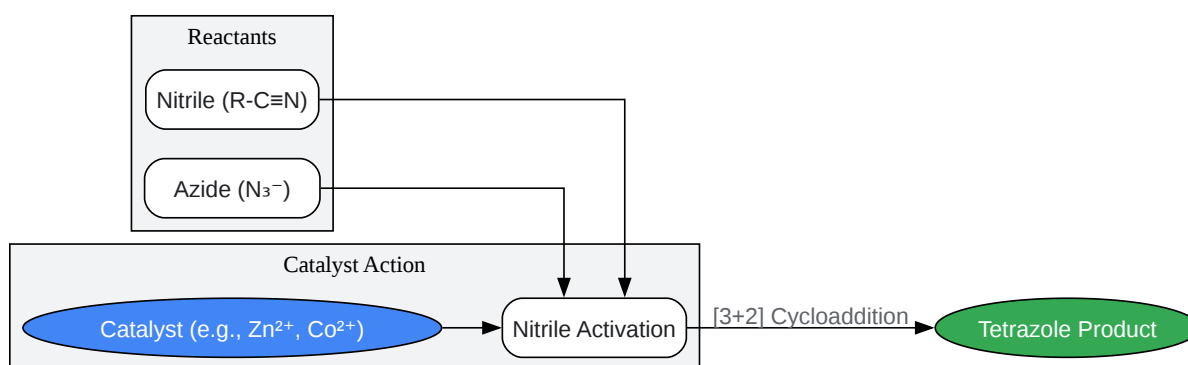 Reactants
Nitrile (R-C≡N)
Azide (N₃⁻)
Catalyst Action
Catalyst (e.g., Zn²⁺, Co²⁺)
Nitrile Activation
[3+2] Cycloaddition
Tetrazole Product